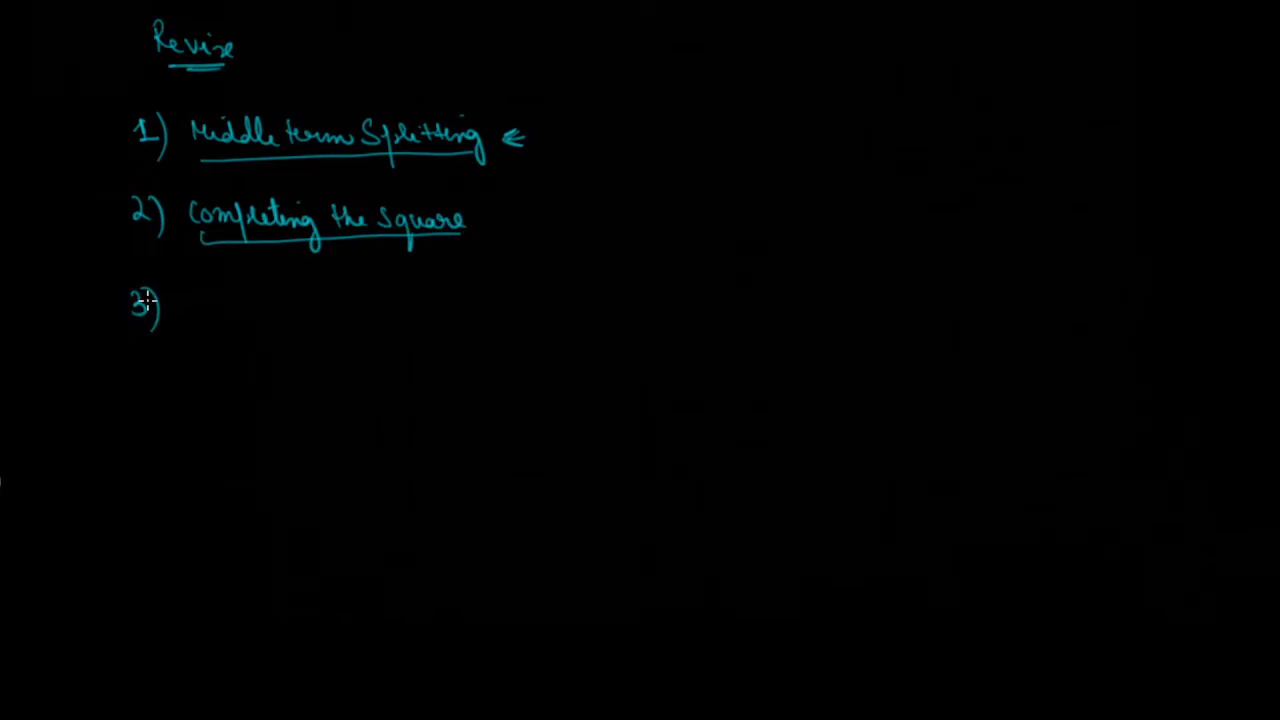 Revise
1) Middle term Splitting
2) Completing the square
3)